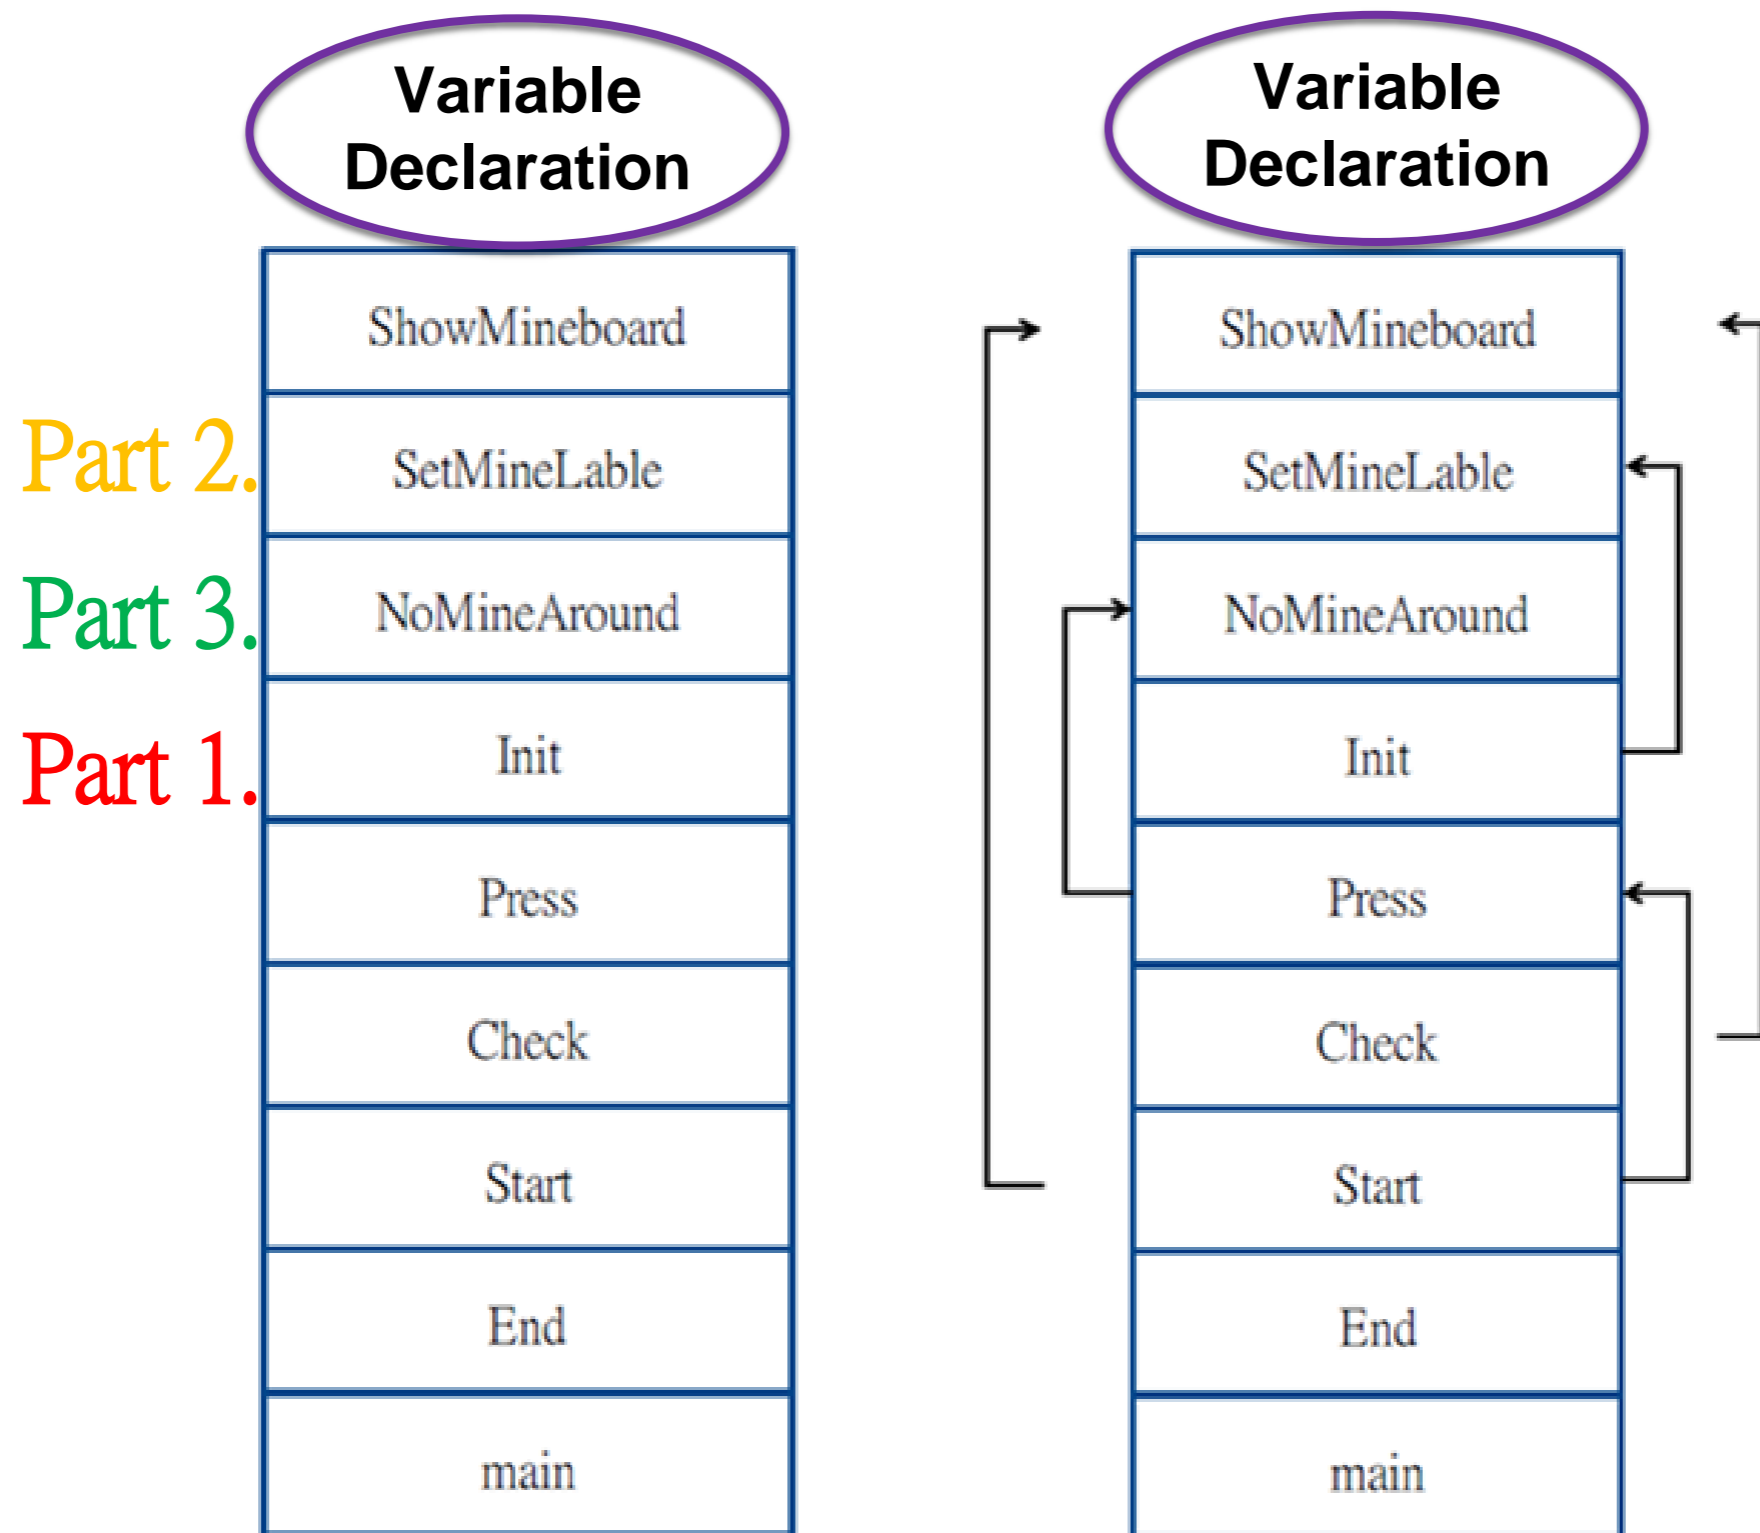 Variable
Declaration
ShowMineboard
Part 2.
SetMineLable
Part 3.
NoMineAround
Part 1.
Init
Press
Check
Start
End
main
Variable
Declaration
ShowMineboard
SetMineLable
NoMineAround
Init
Press
Check
Start
End
main